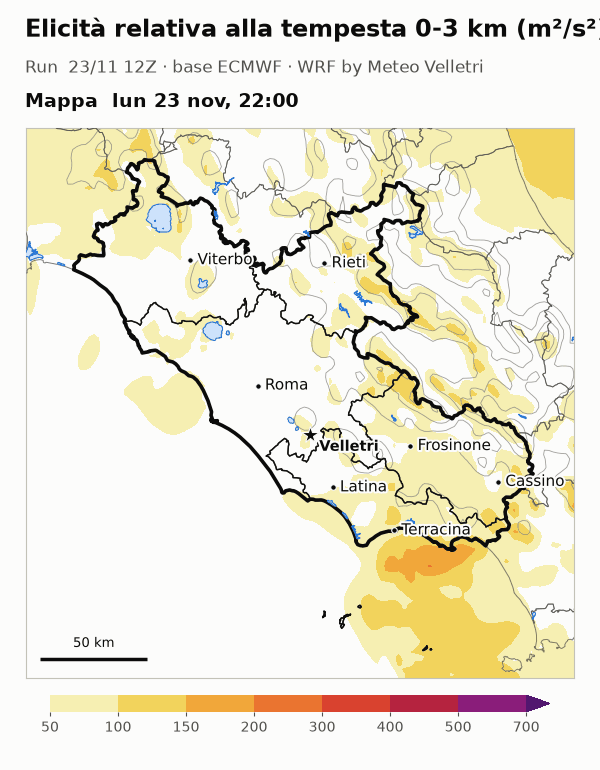 Elicità relativa alla tempesta 0-3 km (m²/s²)
Run 23/11 12Z · base ECMWF · WRF by Meteo Velletri
Mappa lun 23 nov, 22:00
Viterbo
Rieti
Roma
Velletri
Frosinone
Cassino
Latina
Terracina
50 km
50 100 150 200 300 400 500 700